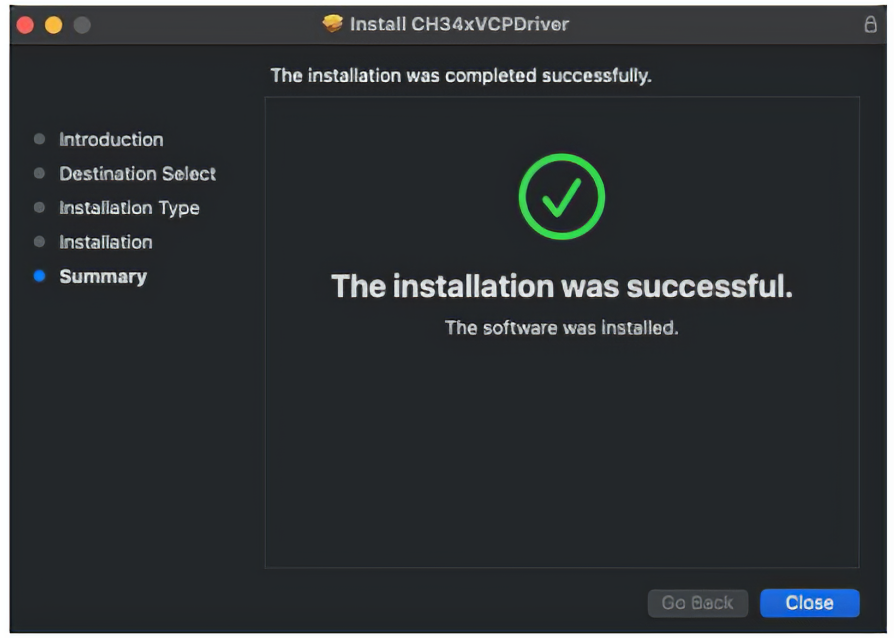 Install CH34xVCPDriver
The installation was completed successfully.
Introduction
Destination Select
Installation Type
Installation
Summary
The installation was successful.
The software was installed.
Go Back
Close